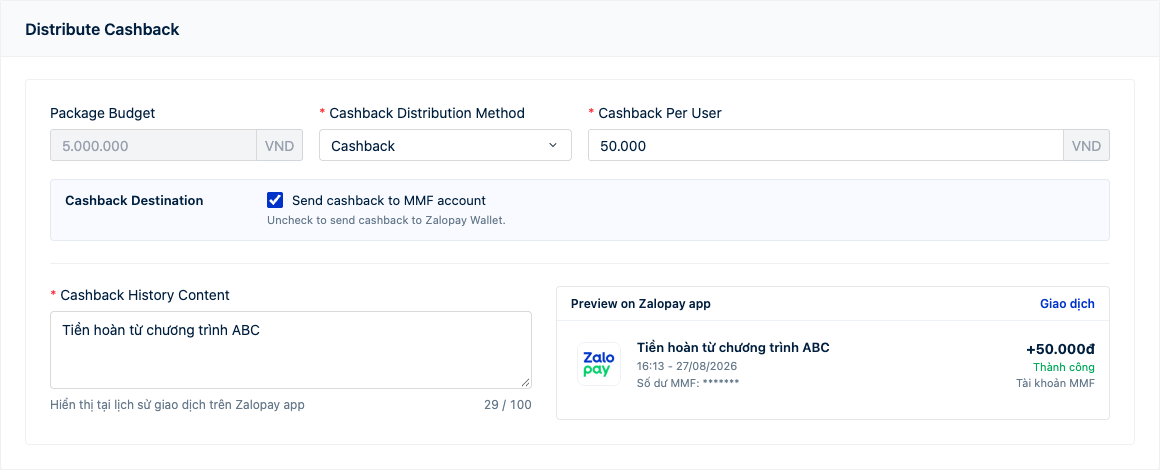 Distribute Cashback
Package Budget
* Cashback Distribution Method
* Cashback Per User
5.000.000 VND
Cashback
50.000 VND
Cashback Destination
Send cashback to MMF account
Uncheck to send cashback to Zalopay Wallet.
* Cashback History Content
Tiền hoàn từ chương trình ABC
Hiển thị tại lịch sử giao dịch trên Zalopay app
29 / 100
Preview on Zalopay app
Giao dịch
Zalo
pay
Tiền hoàn từ chương trình ABC
16:13 - 27/08/2026
Số dư MMF: *******
+50.000đ
Thành công
Tài khoản MMF